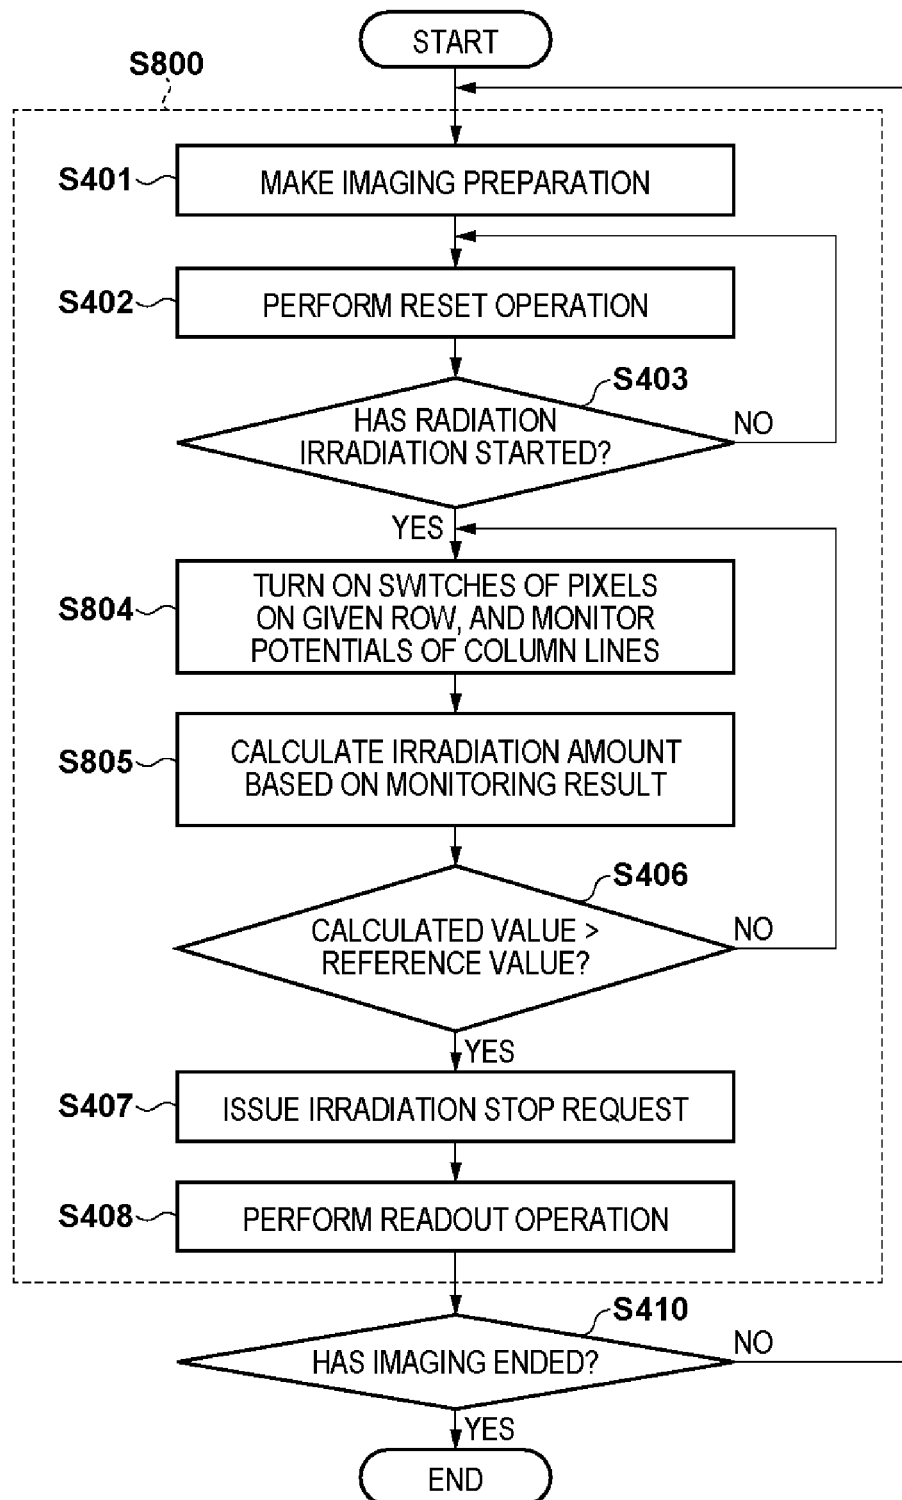 START
S800
S401
MAKE IMAGING PREPARATION
S402
PERFORM RESET OPERATION
S403
HAS RADIATION
IRRADIATION STARTED?
NO
YES
S804
TURN ON SWITCHES OF PIXELS
ON GIVEN ROW, AND MONITOR
POTENTIALS OF COLUMN LINES
S805
CALCULATE IRRADIATION AMOUNT
BASED ON MONITORING RESULT
S406
CALCULATED VALUE >
REFERENCE VALUE?
NO
YES
S407
ISSUE IRRADIATION STOP REQUEST
S408
PERFORM READOUT OPERATION
S410
HAS IMAGING ENDED?
NO
YES
END